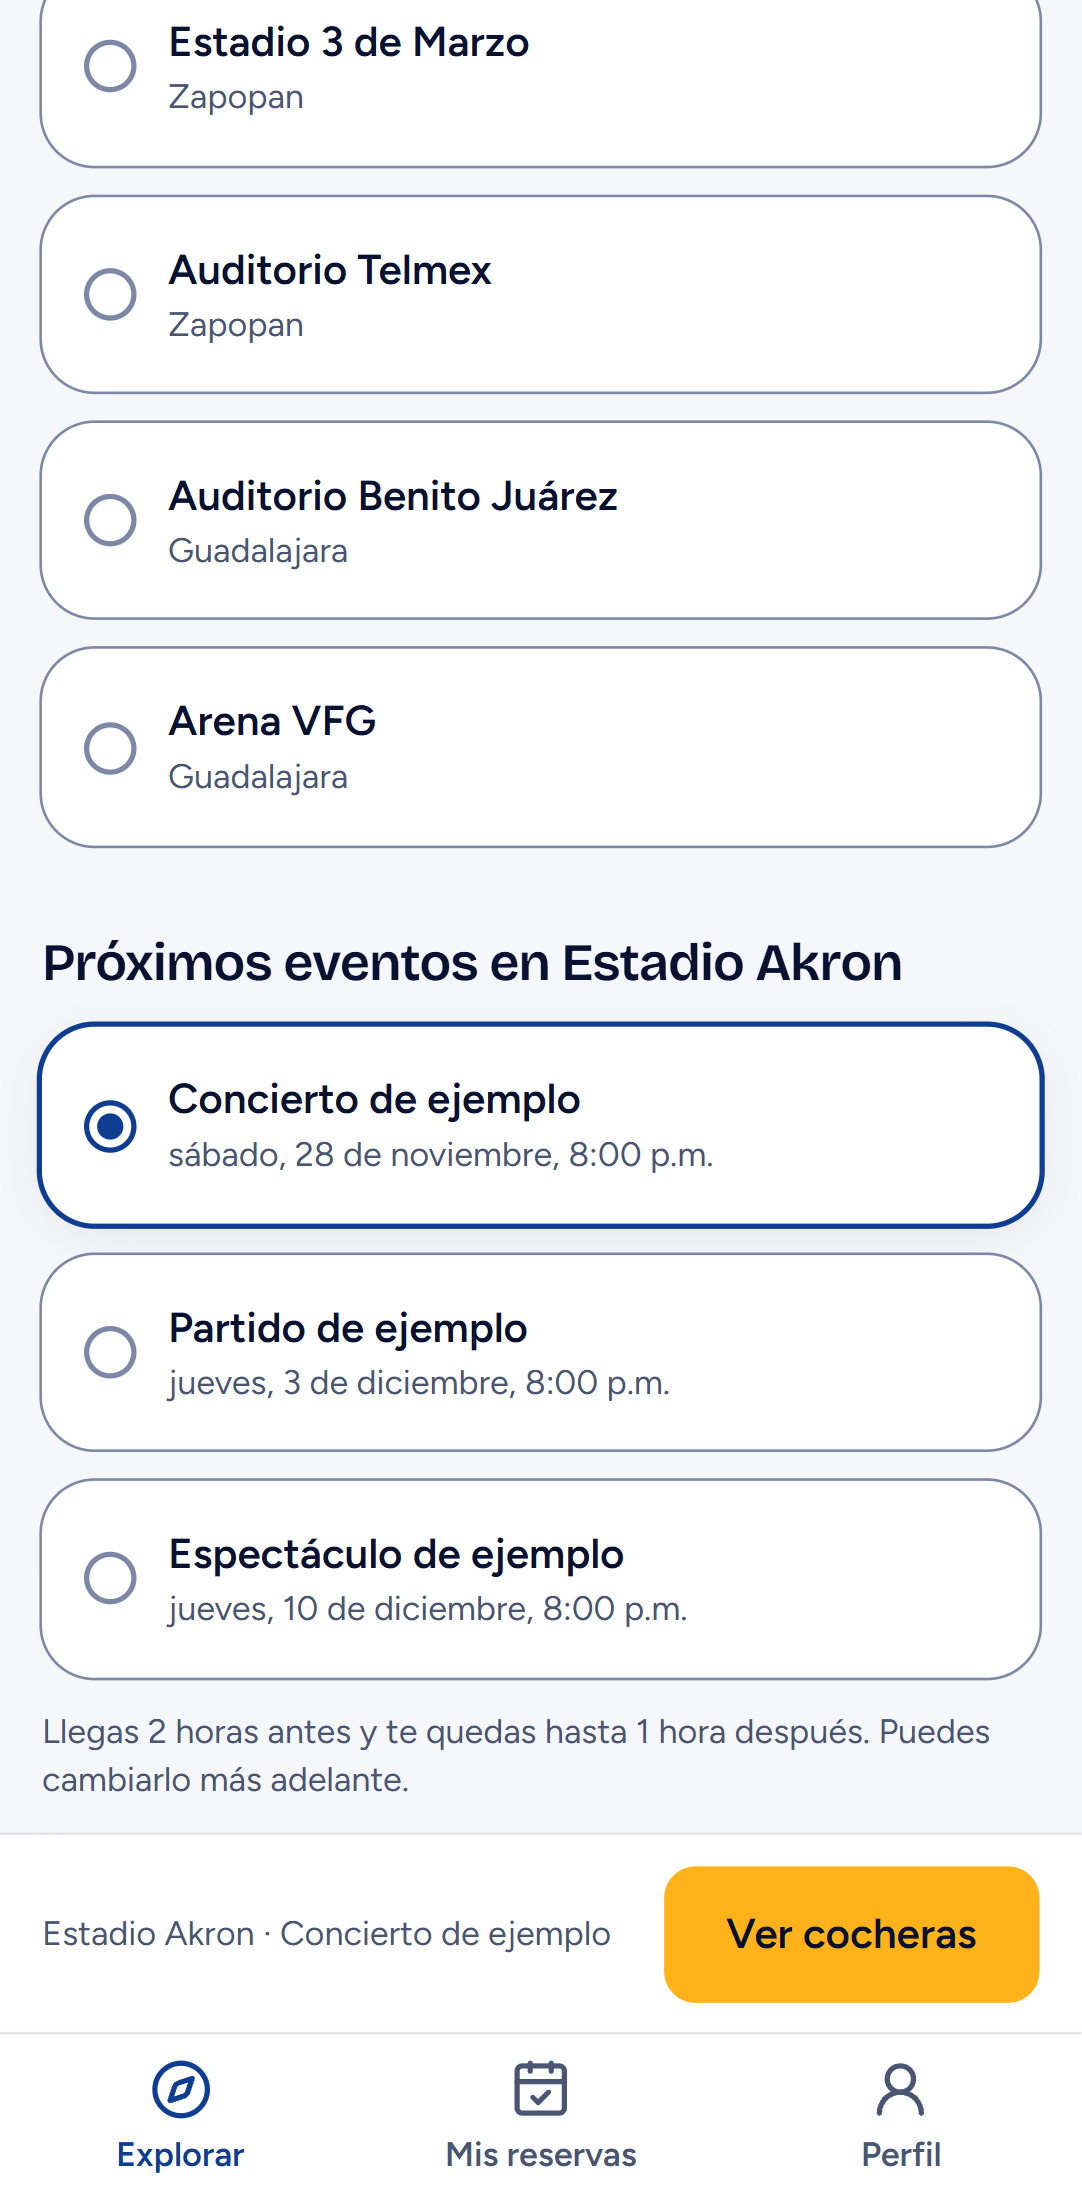 Estadio 3 de Marzo
Zapopan
Auditorio Telmex
Zapopan
Auditorio Benito Juárez
Guadalajara
Arena VFG
Guadalajara
Próximos eventos en Estadio Akron
Concierto de ejemplo
sábado, 28 de noviembre, 8:00 p.m.
Partido de ejemplo
jueves, 3 de diciembre, 8:00 p.m.
Espectáculo de ejemplo
jueves, 10 de diciembre, 8:00 p.m.
Llegas 2 horas antes y te quedas hasta 1 hora después. Puedes
cambiarlo más adelante.
Estadio Akron · Concierto de ejemplo
Ver cocheras
Explorar
Mis reservas
Perfil